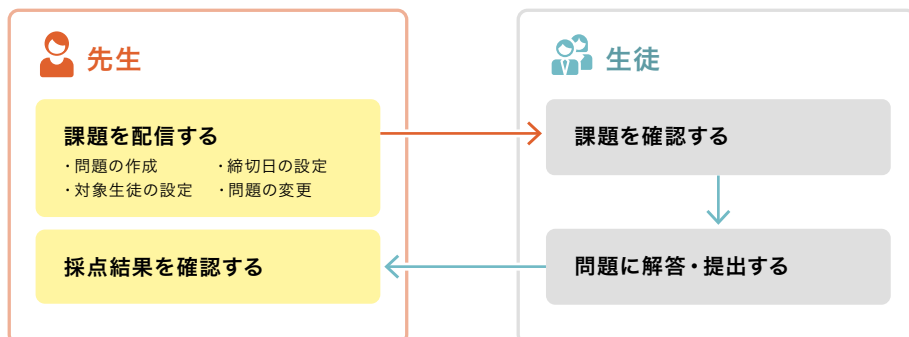 先生
課題を配信する
・問題の作成 ・締切日の設定
・対象生徒の設定 ・問題の変更
採点結果を確認する
生徒
課題を確認する
問題に解答・提出する